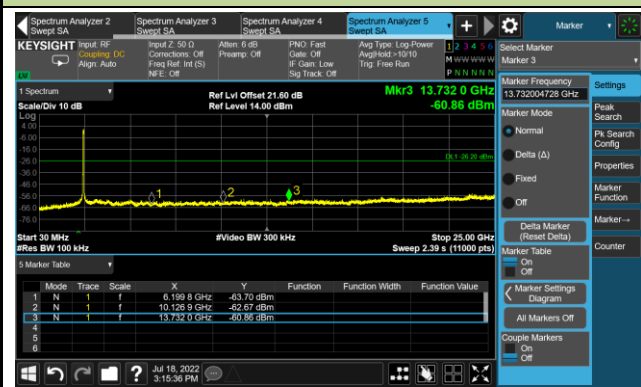 Spectrum Analyzer 2
Swept SA
Spectrum Analyzer 3
Swept SA
Spectrum Analyzer 4
Swept SA
Spectrum Analyzer 5
Swept SA
Marker
KEYSIGHT
Input: RF
Coupling: DC
Align: Auto
Input Z: 50 Ω
Corrections: Off
Freq Ref: Int (S)
NFE: Off
Atten: 6 dB
Preamp: Off
PNO: Fast
Gate: Off
IF Gain: Low
Sig Track: Off
Avg Type: Log-Power
Avg|Hold:>10/10
Trig: Free Run
1 2 3 4 5 6
M W W W W W
P N N N N N
LXI
1 Spectrum
Scale/Div 10 dB
Ref Lvl Offset 21.60 dB
Ref Level 14.00 dBm
Mkr3 13.732 0 GHz
-60.86 dBm
Log
4.00
-6.00
-16.0
-26.0
-36.0
-46.0
-56.0
-66.0
-76.0
DL1 -26.20 dBm
1
2
3
Start 30 MHz
#Res BW 100 kHz
#Video BW 300 kHz
Stop 25.00 GHz
Sweep 2.39 s (11000 pts)
5 Marker Table
Mode Trace Scale X Y Function Function Width Function Value
1 N 1 f 6.199 8 GHz -63.70 dBm
2 N 1 f 10.126 9 GHz -62.67 dBm
3 N 1 f 13.732 0 GHz -60.86 dBm
4
5
6
Select Marker
Marker 3
Marker Frequency
13.732004728 GHz
Marker Mode
Normal
Delta (Δ)
Fixed
Off
Delta Marker
(Reset Delta)
Marker Table
On
Off
Marker Settings
Diagram
All Markers Off
Couple Markers
On
Off
Settings
Peak
Search
Pk Search
Config
Properties
Marker
Function
Marker→
Counter
Jul 18, 2022
3:15:36 PM